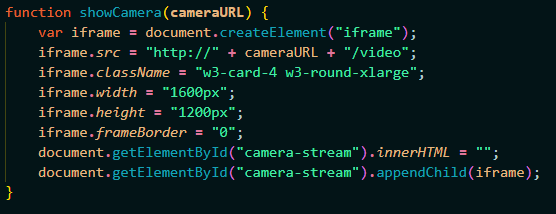 function showCamera(cameraURL) {
var iframe = document.createElement("iframe");
iframe.src = "http://" + cameraURL + "/video";
iframe.className = "w3-card-4 w3-round-xlarge";
iframe.width = "1600px";
iframe.height = "1200px";
iframe.frameBorder = "0";
document.getElementById("camera-stream").innerHTML = "";
document.getElementById("camera-stream").appendChild(iframe);
}